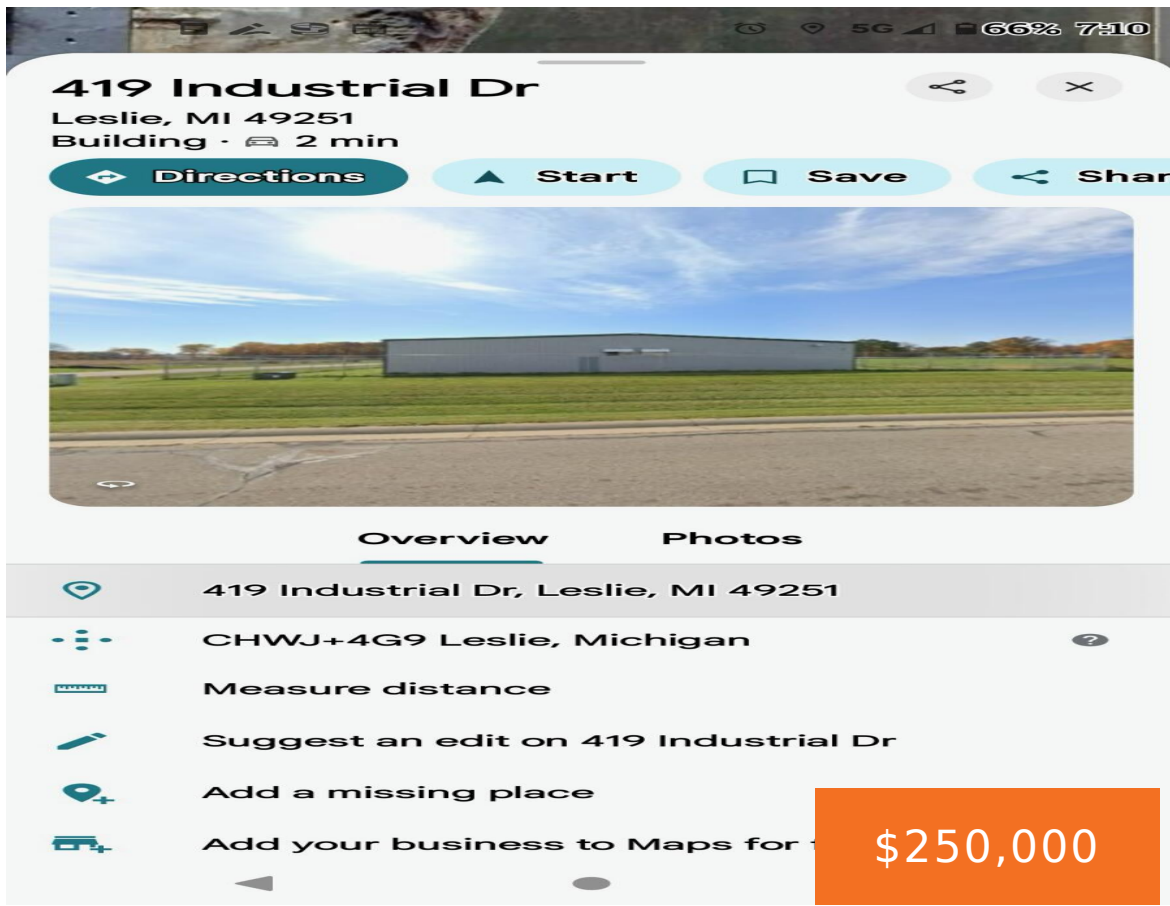 5G 66% 7:10
419 Industrial Dr
Leslie, MI 49251
Building · 2 min
Directions Start Save Shar
Overview Photos
419 Industrial Dr, Leslie, MI 49251
CHWJ+4G9 Leslie, Michigan
?
Measure distance
Suggest an edit on 419 Industrial Dr
Add a missing place
Add your business to Maps for
$250,000